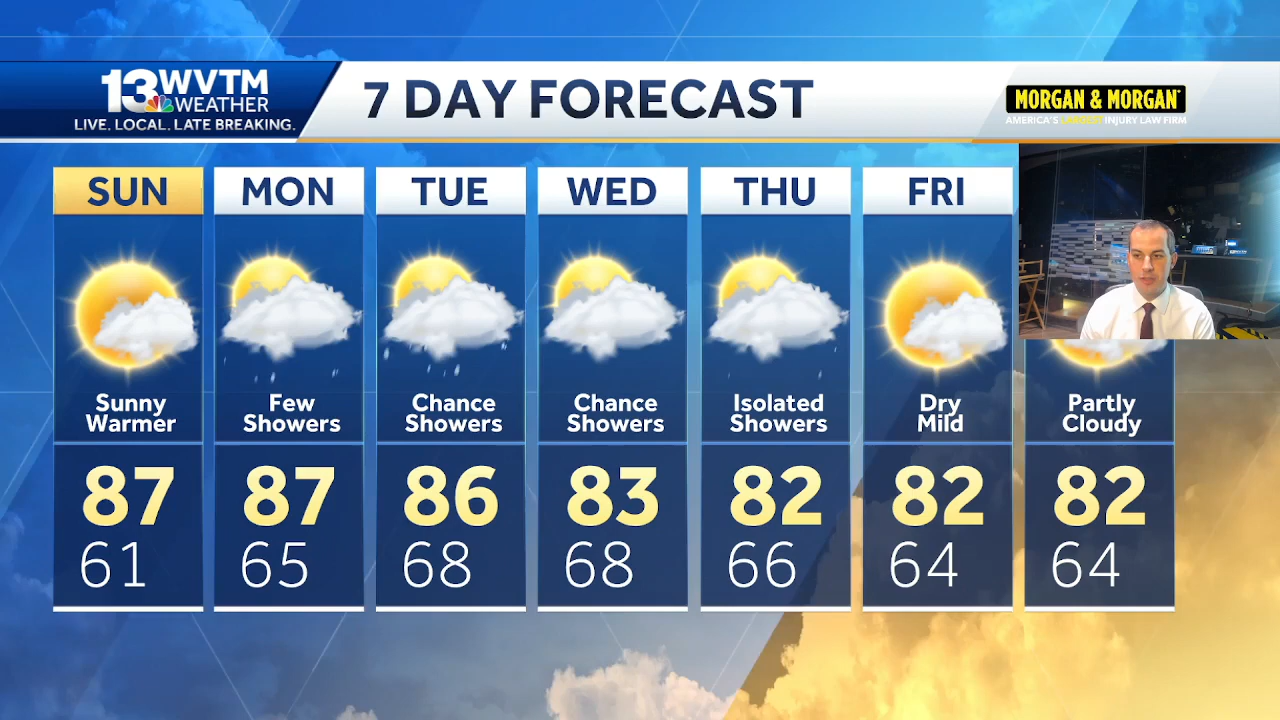 13 WVTM
WEATHER
LIVE. LOCAL. LATE BREAKING.
7 DAY FORECAST
MORGAN & MORGAN
AMERICA'S LARGEST INJURY LAW FIRM
SUN
MON
TUE
WED
THU
FRI
Sunny
Warmer
Few
Showers
Chance
Showers
Chance
Showers
Isolated
Showers
Dry
Mild
Partly
Cloudy
87
87
86
83
82
82
82
61
65
68
68
66
64
64